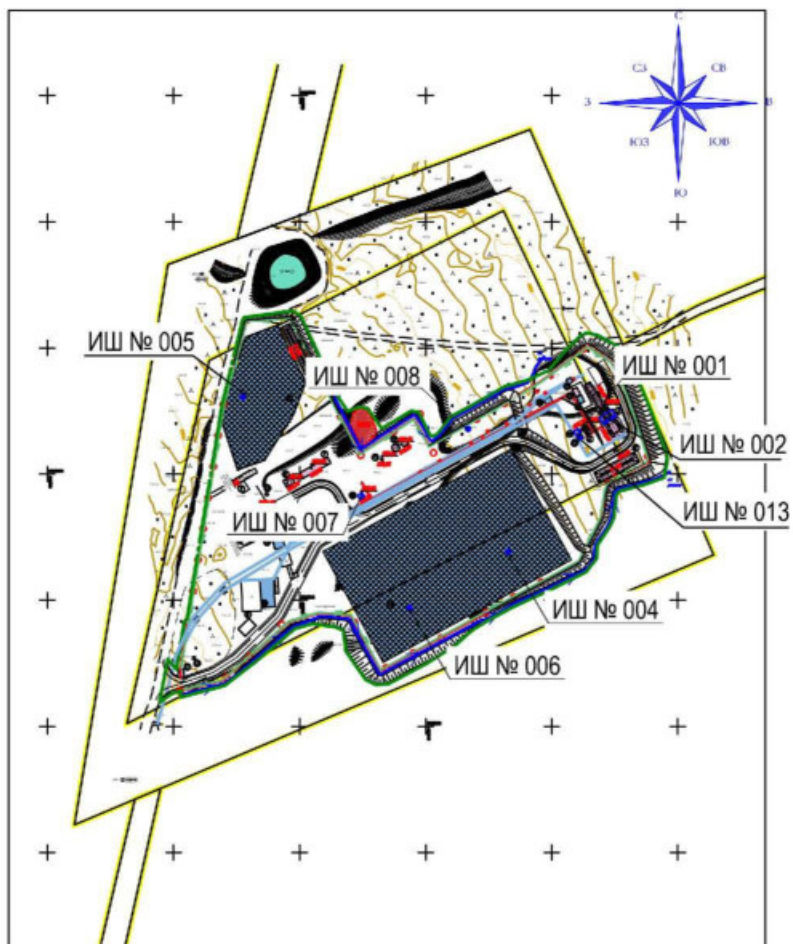 С
СЗ
СВ
З
В
ЮЗ
ЮВ
Ю
ИШ № 005
ИШ № 008
ИШ № 001
ИШ № 002
ИШ № 007
ИШ № 013
ИШ № 004
ИШ № 006